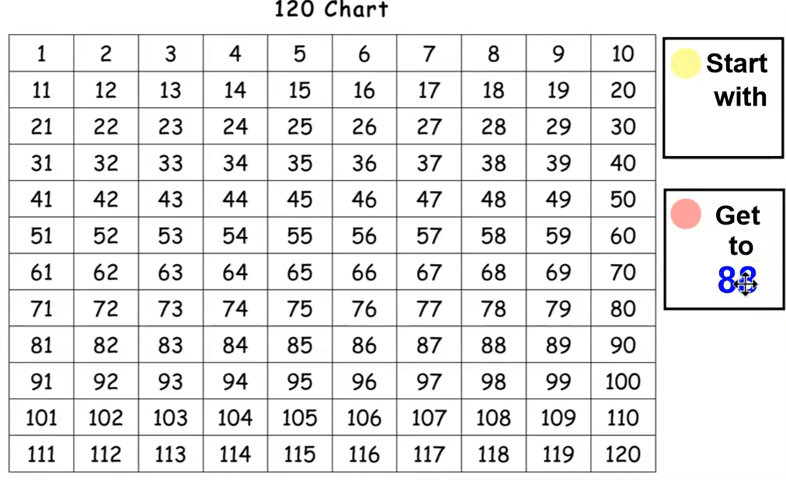 120 Chart
1 2 3 4 5 6 7 8 9 10
11 12 13 14 15 16 17 18 19 20
21 22 23 24 25 26 27 28 29 30
31 32 33 34 35 36 37 38 39 40
41 42 43 44 45 46 47 48 49 50
51 52 53 54 55 56 57 58 59 60
61 62 63 64 65 66 67 68 69 70
71 72 73 74 75 76 77 78 79 80
81 82 83 84 85 86 87 88 89 90
91 92 93 94 95 96 97 98 99 100
101 102 103 104 105 106 107 108 109 110
111 112 113 114 115 116 117 118 119 120
Start
with
Get
to